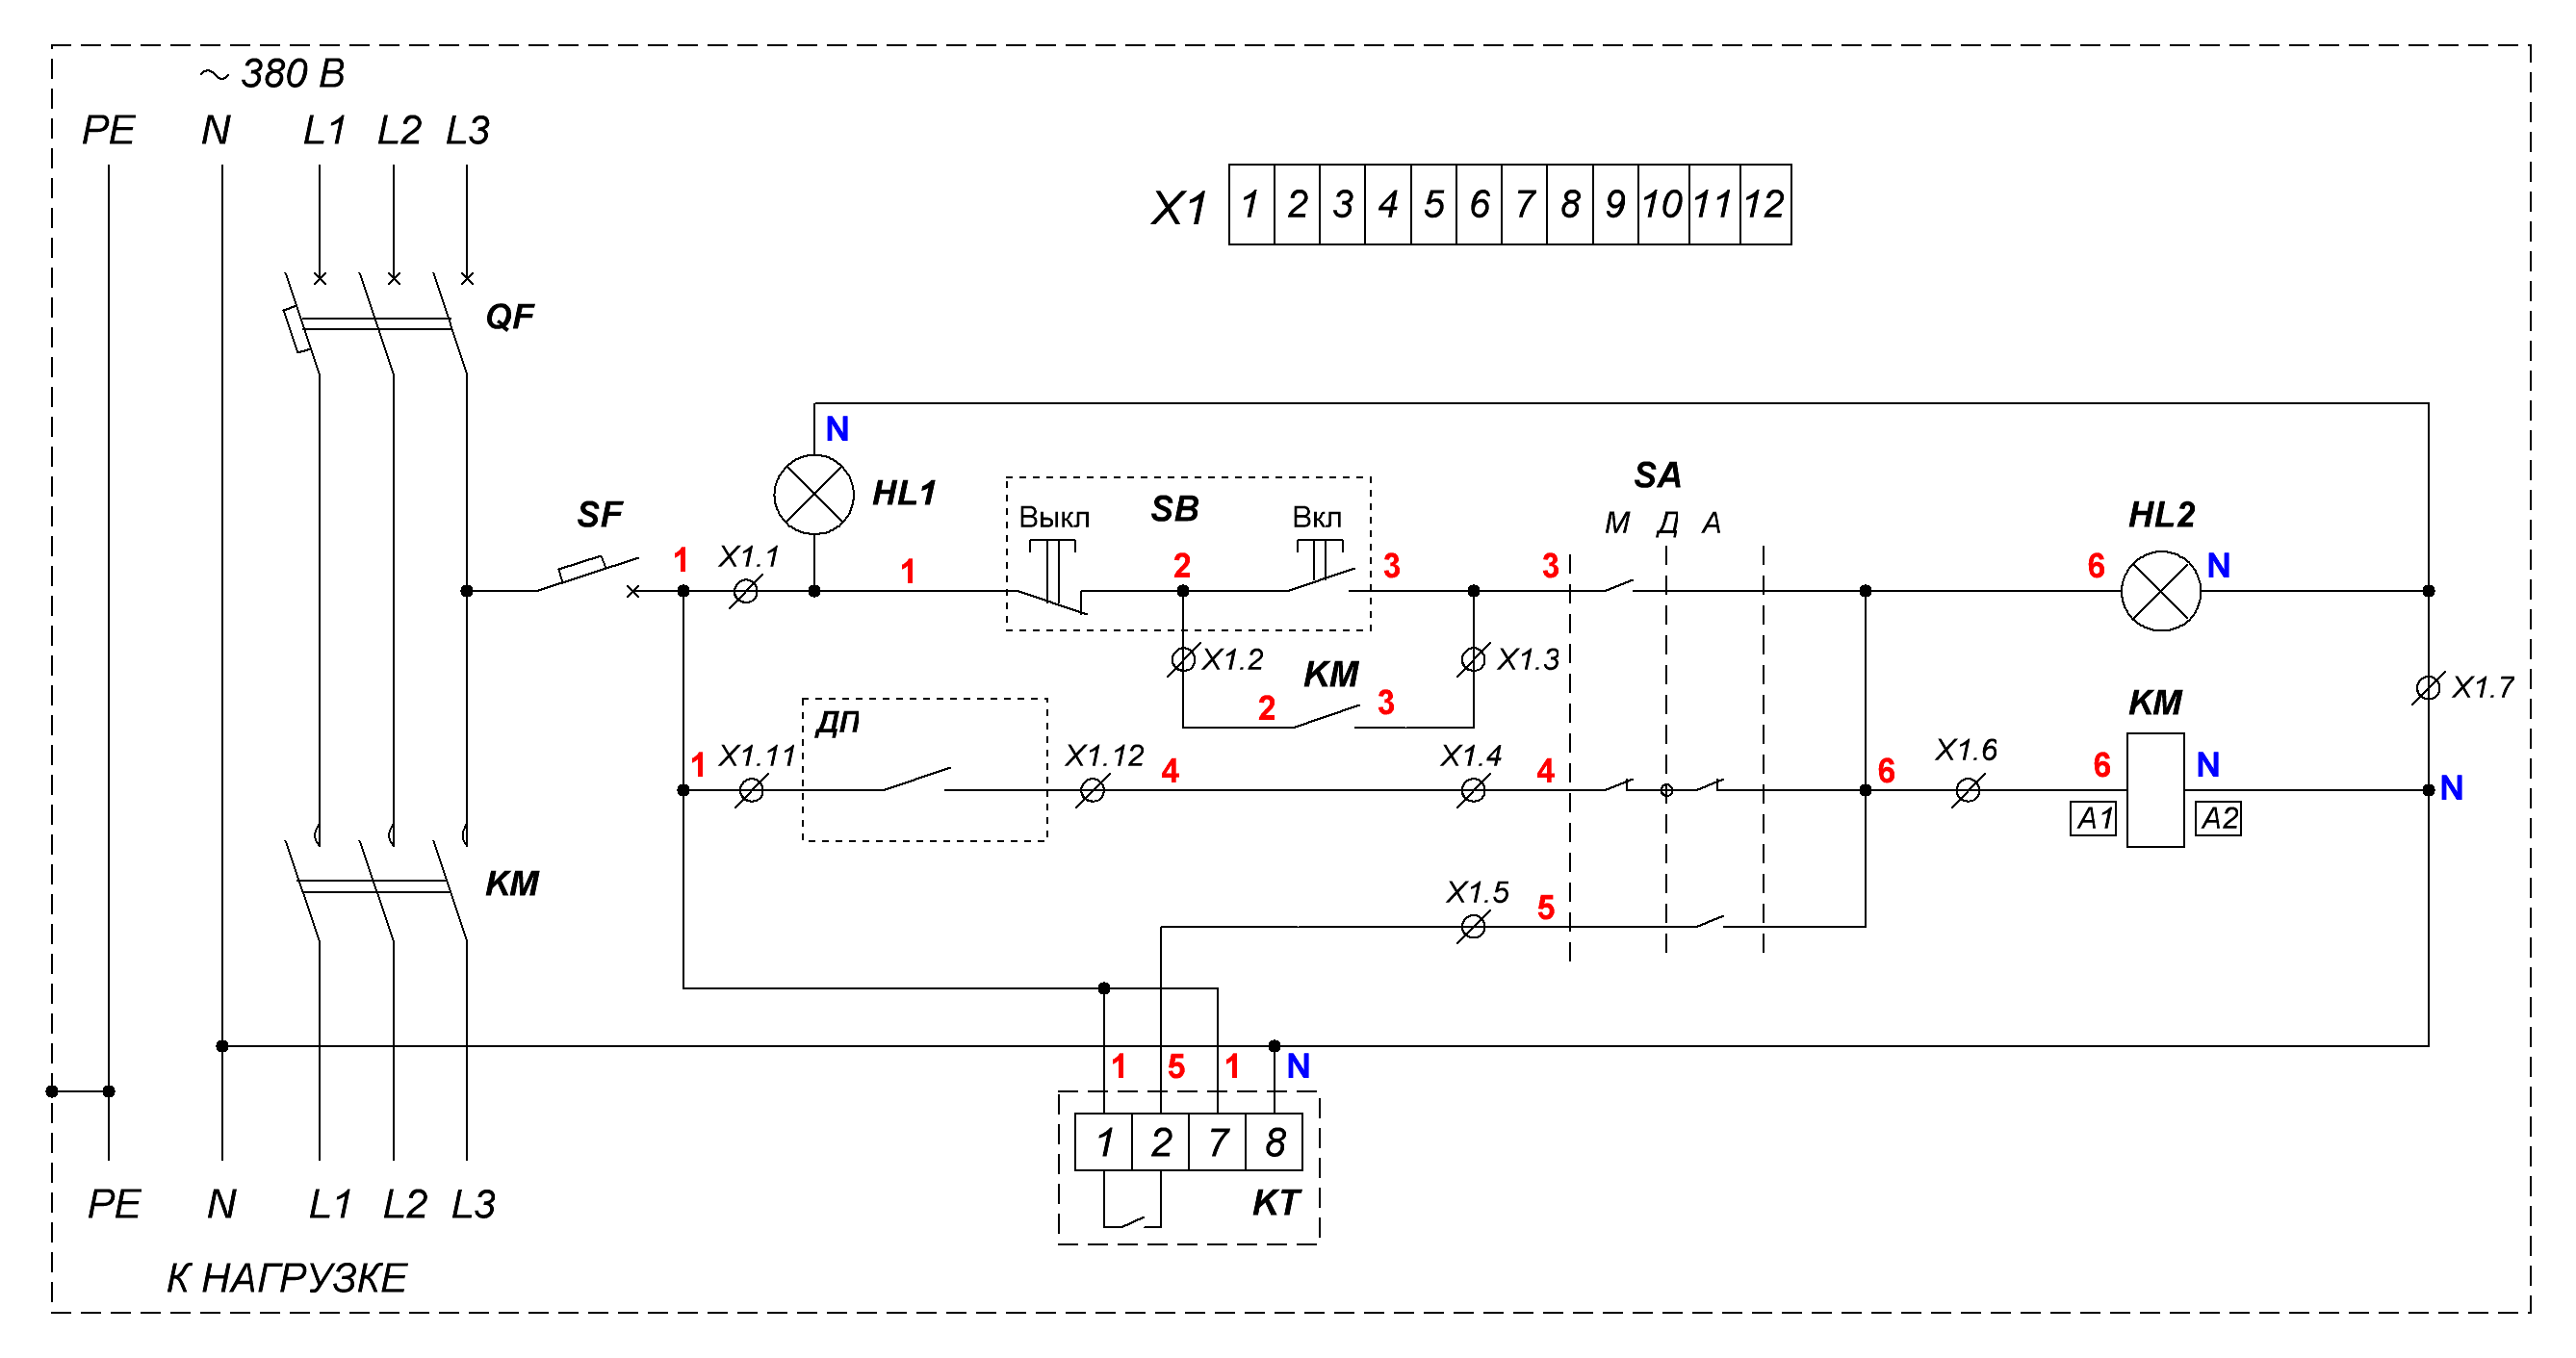 ~ 380 В
PE N L1 L2 L3
X1 1 2 3 4 5 6 7 8 9 10 11 12
QF
N
HL1
SB
Выкл Вкл
SA
М Д А
HL2
SF
1 X1.1 1 2 3 3 6 N
X1.2 KM X1.3
2 3
KM X1.7
ДП
1 X1.11 X1.12 4 X1.4 4 6 X1.6 6 N N
A1 A2
KM
X1.5 5
1 5 1 N
1 2 7 8
KT
PE N L1 L2 L3
К НАГРУЗКЕ